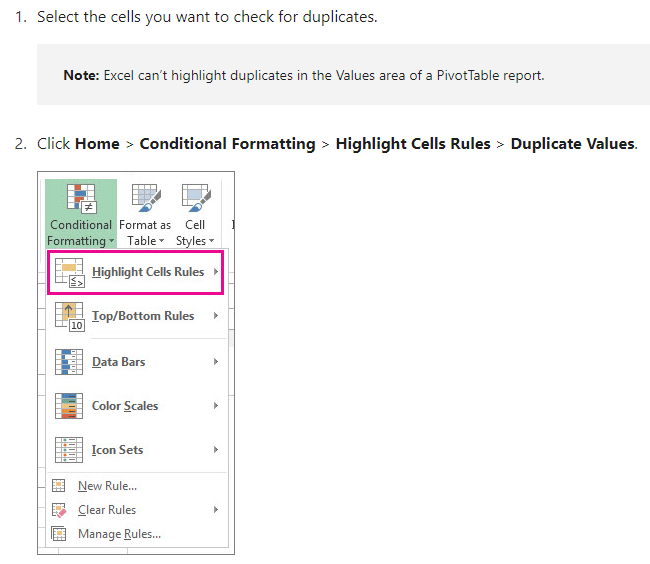 1. Select the cells you want to check for duplicates.
Note: Excel can't highlight duplicates in the Values area of a PivotTable report.
2. Click Home > Conditional Formatting > Highlight Cells Rules > Duplicate Values.
Conditional Formatting
Format as Table
Cell Styles
Highlight Cells Rules
10
Top/Bottom Rules
Data Bars
Color Scales
Icon Sets
New Rule...
Clear Rules
Manage Rules...